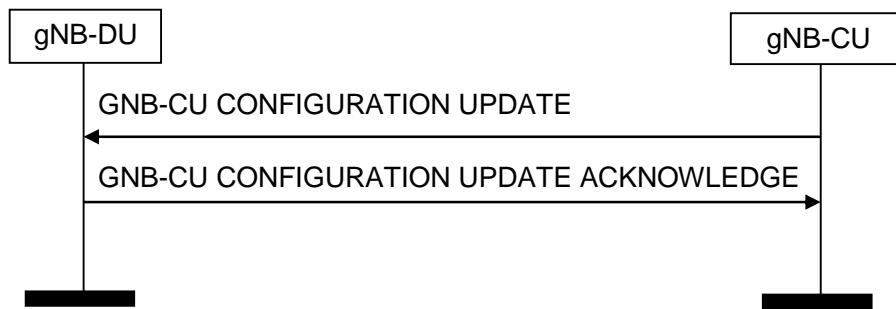 gNB-DU
gNB-CU
GNB-CU CONFIGURATION UPDATE
GNB-CU CONFIGURATION UPDATE ACKNOWLEDGE